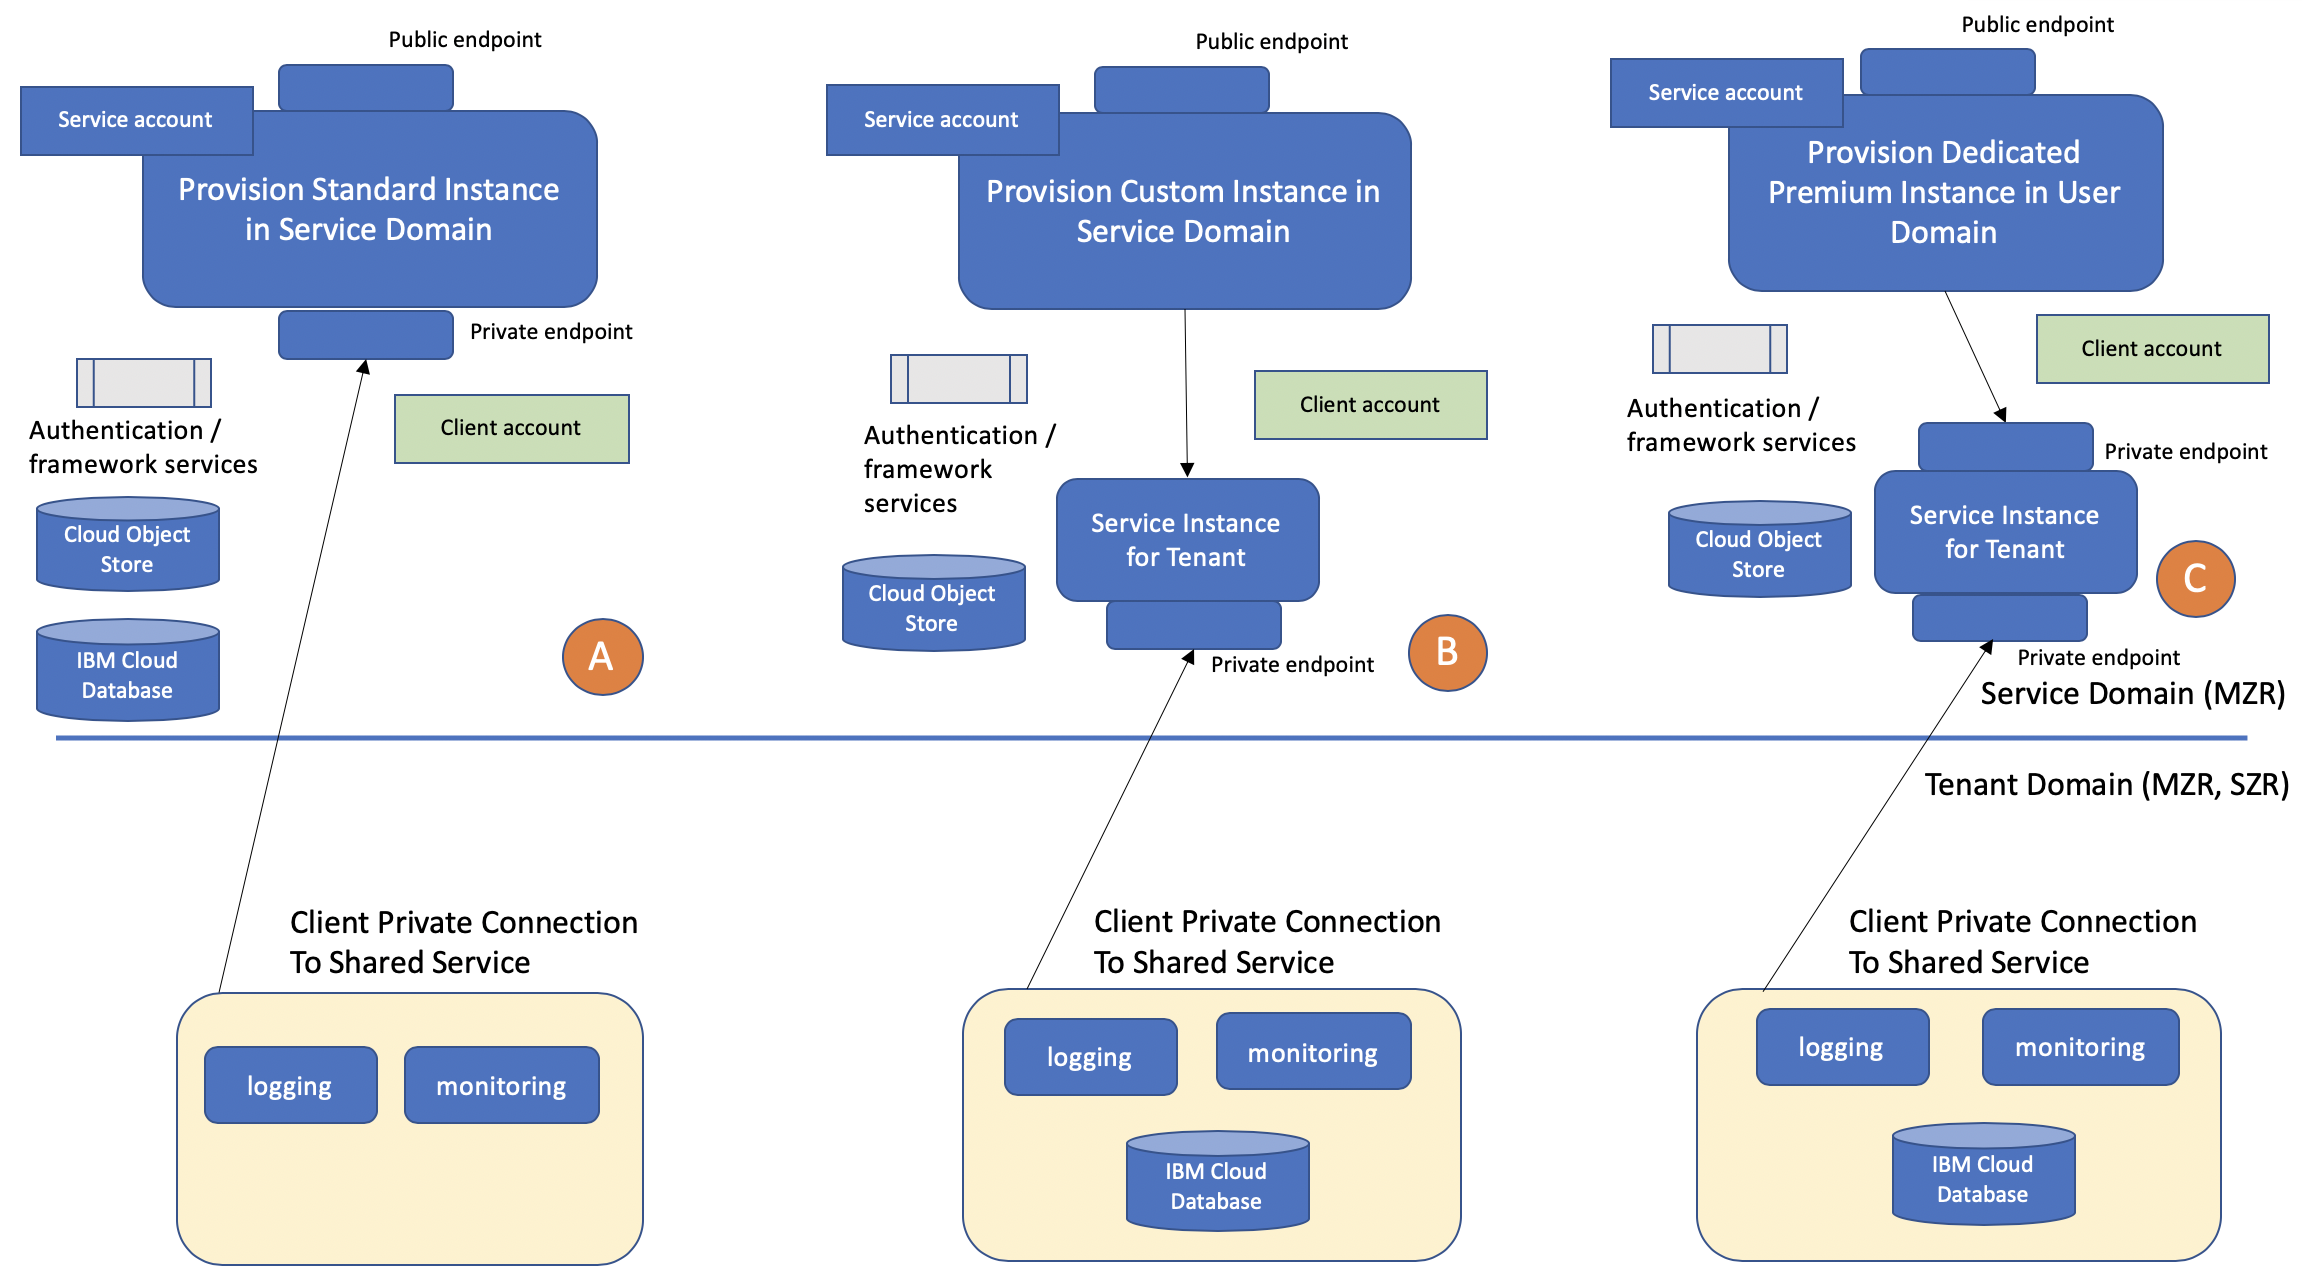 Public endpoint
Service account
Provision Standard Instance
in Service Domain
Private endpoint
Authentication /
framework services
Client account
Cloud Object
Store
IBM Cloud
Database
A
Client Private Connection
To Shared Service
logging
monitoring
Public endpoint
Service account
Provision Custom Instance in
Service Domain
Authentication /
framework
services
Client account
Service Instance
for Tenant
Cloud Object
Store
Private endpoint
B
Client Private Connection
To Shared Service
logging
monitoring
IBM Cloud
Database
Public endpoint
Service account
Provision Dedicated
Premium Instance in User
Domain
Client account
Authentication /
framework services
Private endpoint
Service Instance
for Tenant
Cloud Object
Store
C
Private endpoint
Service Domain (MZR)
Tenant Domain (MZR, SZR)
Client Private Connection
To Shared Service
logging
monitoring
IBM Cloud
Database